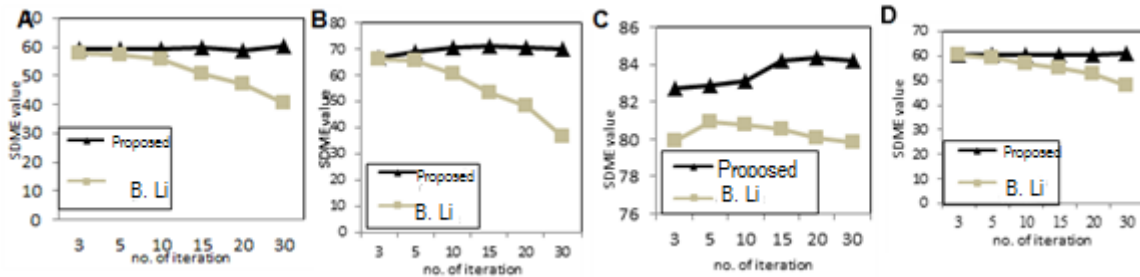 A
60
50
40
30
20
10
0
SDME value
Proposed
B. Li
3 5 10 15 20 30
no. of iteration
B
80
70
60
50
40
30
20
10
0
SDME value
Proposed
B. Li
3 5 10 15 20 30
no. of iteration
C
86
84
82
80
78
76
SDME value
Proposed
B. Li
3 5 10 15 20 30
no. of iteration
D
70
60
50
40
30
20
10
0
SDME value
Proposed
B. Li
3 5 10 15 20 30
no. of iteration